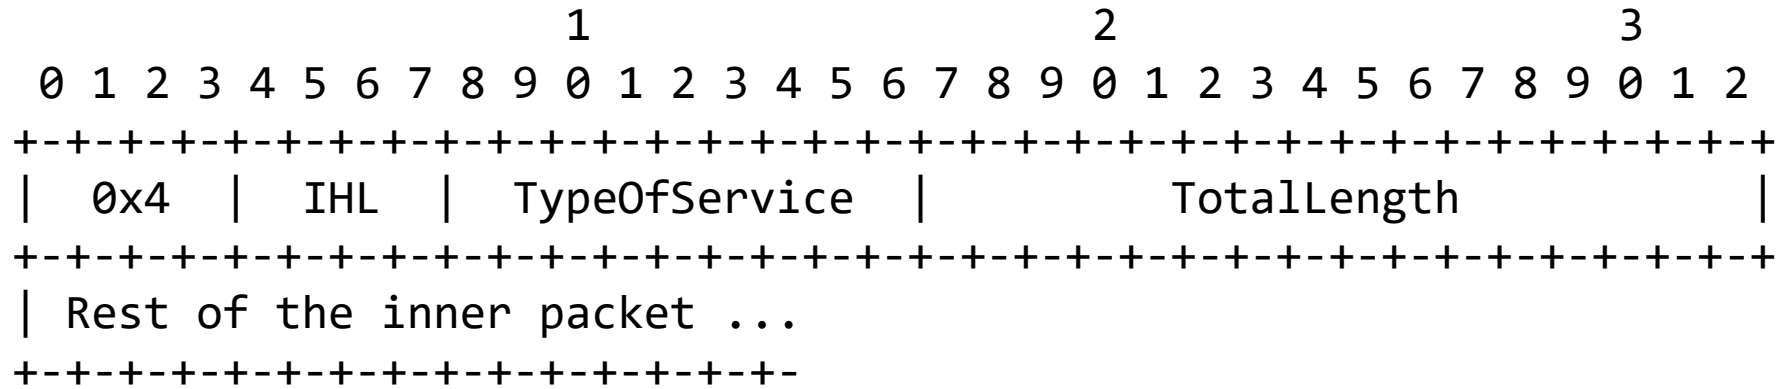 1                   2                   3
 0 1 2 3 4 5 6 7 8 9 0 1 2 3 4 5 6 7 8 9 0 1 2 3 4 5 6 7 8 9 0 1 2
+-+-+-+-+-+-+-+-+-+-+-+-+-+-+-+-+-+-+-+-+-+-+-+-+-+-+-+-+-+-+-+-+-+
|  0x4  |  IHL  |  TypeOfService  |         TotalLength           |
+-+-+-+-+-+-+-+-+-+-+-+-+-+-+-+-+-+-+-+-+-+-+-+-+-+-+-+-+-+-+-+-+-+
| Rest of the inner packet ...
+-+-+-+-+-+-+-+-+-+-+-+-+-+-+-